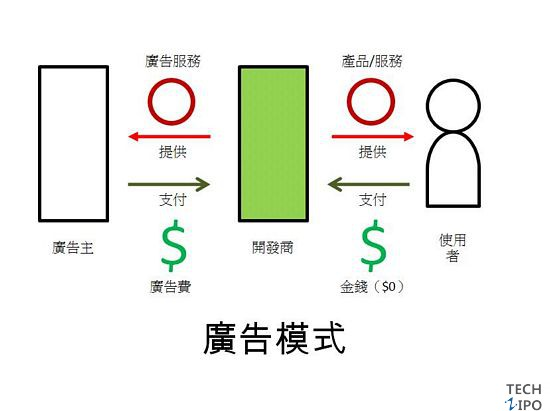 廣告服務
產品/服務
提供
提供
支付
支付
廣告主
$
開發商
$
使用
者
廣告費
金錢（$0）
廣告模式
TECH
IPO